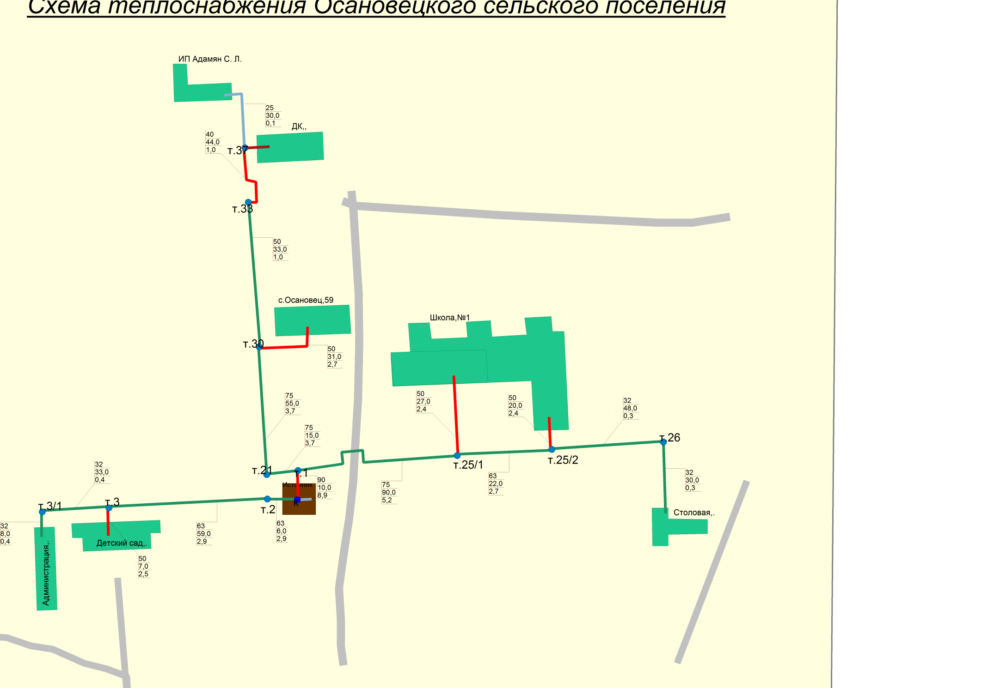 Схема теплоснабжения Осановецкого сельского поселения
ИП Адамян С. Л.
25
30,0
0,1
ДК,,
40
44,0
1,0
т.37
т.33
50
33,0
1,0
с.Осановец,59
т.30
50
31,0
2,7
Школа,№1
75
55,0
3,7
50
27,0
2,4
50
20,0
2,4
32
48,0
0,3
75
15,0
3,7
т.26
т.25/1
т.25/2
т.21
т.1
32
33,0
0,4
Источник
90
10,0
8,9
63
22,0
2,7
75
90,0
5,2
32
30,0
0,3
к
т.3/1
т.3
т.2
Столовая,.
32
8,0
0,4
63
59,0
2,9
63
6,0
2,9
Детский сад,.
Администрация,.
50
7,0
2,5